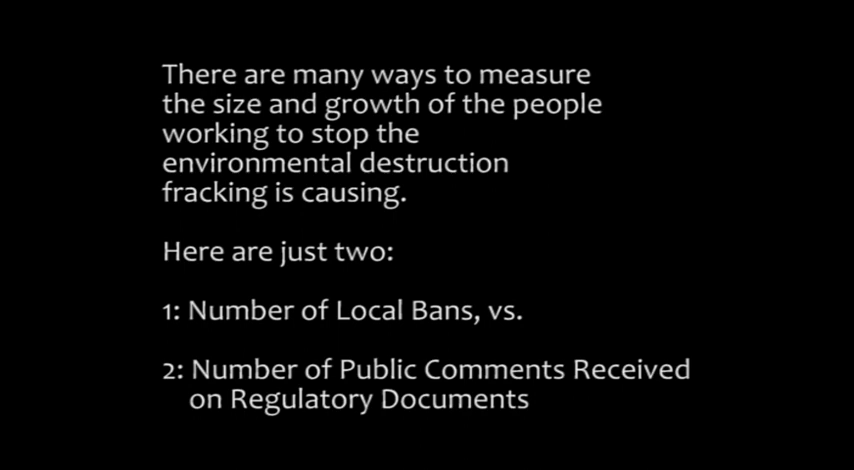 There are many ways to measure
the size and growth of the people
working to stop the
environmental destruction
fracking is causing.
Here are just two:
1: Number of Local Bans, vs.
2: Number of Public Comments Received
on Regulatory Documents